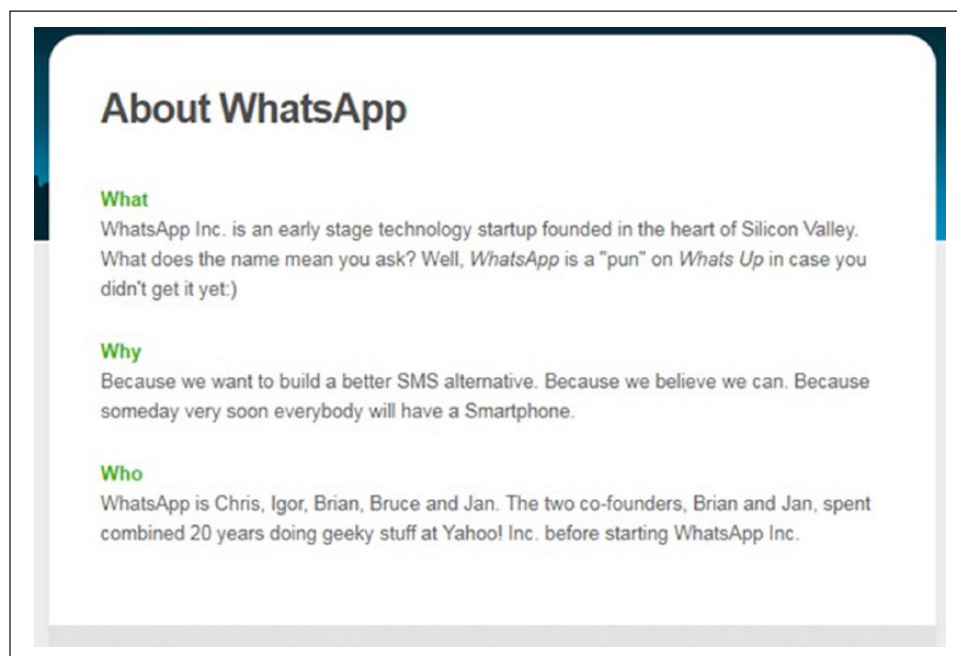 About WhatsApp
What
WhatsApp Inc. is an early stage technology startup founded in the heart of Silicon Valley.
What does the name mean you ask? Well, WhatsApp is a "pun" on Whats Up in case you
didn't get it yet:)
Why
Because we want to build a better SMS alternative. Because we believe we can. Because
someday very soon everybody will have a Smartphone.
Who
WhatsApp is Chris, Igor, Brian, Bruce and Jan. The two co-founders, Brian and Jan, spent
combined 20 years doing geeky stuff at Yahoo! Inc. before starting WhatsApp Inc.